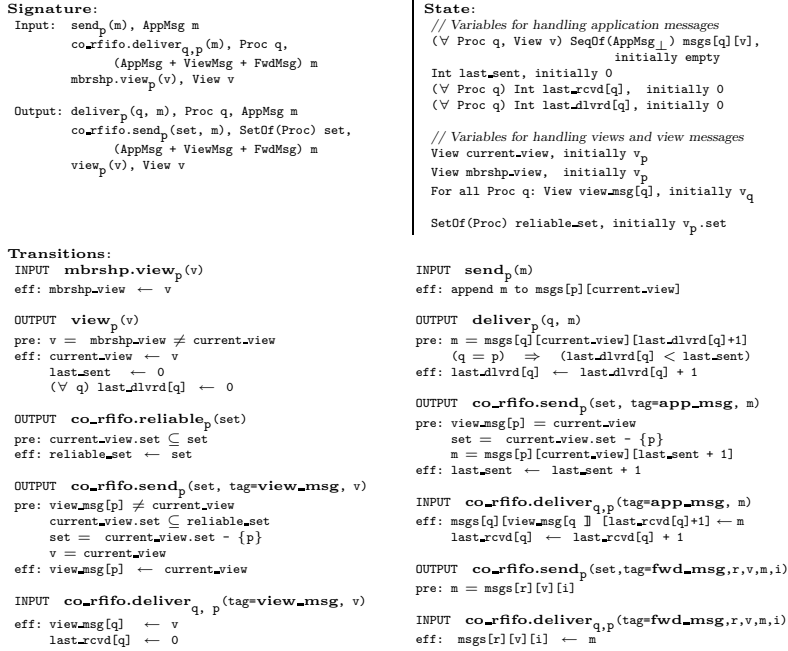 Signature:
Input: send_p(m), AppMsg m
co_rfifo.deliver_q,p(m), Proc q,
(AppMsg + ViewMsg + FwdMsg) m
mbrshp.view_p(v), View v
Output: deliver_p(q, m), Proc q, AppMsg m
co_rfifo.send_p(set, m), SetOf(Proc) set,
(AppMsg + ViewMsg + FwdMsg) m
view_p(v), View v
State:
// Variables for handling application messages
(∀ Proc q, View v) SeqOf(AppMsg_⊥) msgs[q][v],
initially empty
Int last_sent, initially 0
(∀ Proc q) Int last_rcvd[q], initially 0
(∀ Proc q) Int last_dlvrd[q], initially 0
// Variables for handling views and view messages
View current_view, initially v_p
View mbrshp_view, initially v_p
For all Proc q: View view_msg[q], initially v_q
SetOf(Proc) reliable_set, initially v_p.set
Transitions:
INPUT mbrshp.view_p(v)
eff: mbrshp_view ← v
OUTPUT view_p(v)
pre: v = mbrshp_view ≠ current_view
eff: current_view ← v
last_sent ← 0
(∀ q) last_dlvrd[q] ← 0
OUTPUT co_rfifo.reliable_p(set)
pre: current_view.set ⊆ set
eff: reliable_set ← set
OUTPUT co_rfifo.send_p(set, tag=view_msg, v)
pre: view_msg[p] ≠ current_view
current_view.set ⊆ reliable_set
set = current_view.set - {p}
v = current_view
eff: view_msg[p] ← current_view
INPUT co_rfifo.deliver_q, p(tag=view_msg, v)
eff: view_msg[q] ← v
last_rcvd[q] ← 0
INPUT send_p(m)
eff: append m to msgs[p][current_view]
OUTPUT deliver_p(q, m)
pre: m = msgs[q][current_view][last_dlvrd[q]+1]
(q = p) ⇒ (last_dlvrd[q] < last_sent)
eff: last_dlvrd[q] ← last_dlvrd[q] + 1
OUTPUT co_rfifo.send_p(set, tag=app_msg, m)
pre: view_msg[p] = current_view
set = current_view.set - {p}
m = msgs[p][current_view][last_sent + 1]
eff: last_sent ← last_sent + 1
INPUT co_rfifo.deliver_q,p(tag=app_msg, m)
eff: msgs[q][view_msg[q]] [last_rcvd[q]+1] ← m
last_rcvd[q] ← last_rcvd[q] + 1
OUTPUT co_rfifo.send_p(set,tag=fwd_msg,r,v,m,i)
pre: m = msgs[r][v][i]
INPUT co_rfifo.deliver_q,p(tag=fwd_msg,r,v,m,i)
eff: msgs[r][v][i] ← m